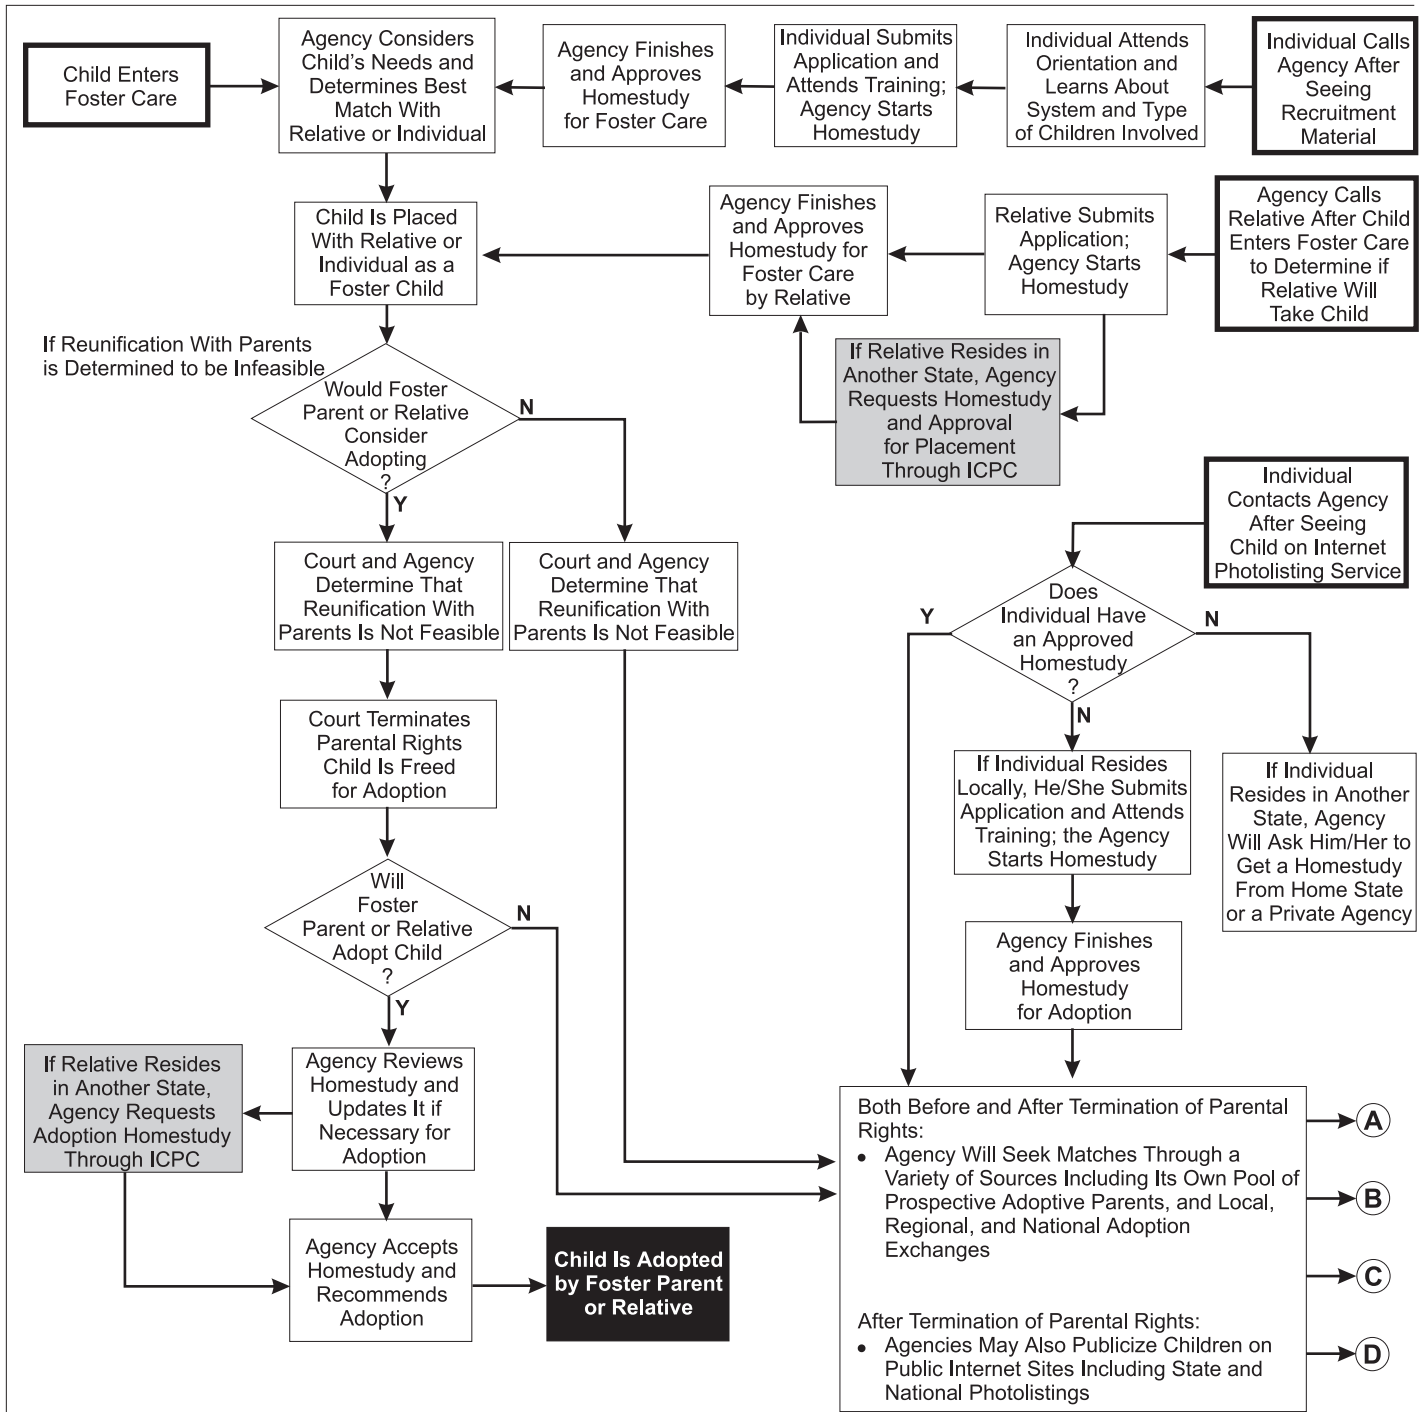 Child Enters
Foster Care
Agency Considers
Child's Needs and
Determines Best
Match With
Relative or Individual
Agency Finishes
and Approves
Homestudy
for Foster Care
Individual Submits
Application and
Attends Training;
Agency Starts
Homestudy
Individual Attends
Orientation and
Learns About
System and Type
of Children Involved
Individual Calls
Agency After
Seeing
Recruitment
Material
Child Is Placed
With Relative or
Individual as a
Foster Child
Agency Finishes
and Approves
Homestudy for
Foster Care
by Relative
Relative Submits
Application;
Agency Starts
Homestudy
Agency Calls
Relative After Child
Enters Foster Care
to Determine if
Relative Will
Take Child
If Reunification With Parents
is Determined to be Infeasible
If Relative Resides in
Another State, Agency
Requests Homestudy
and Approval
for Placement
Through ICPC
Would Foster
Parent or Relative
Consider
Adopting
?
N
Y
Individual
Contacts Agency
After Seeing
Child on Internet
Photolisting Service
Court and Agency
Determine That
Reunification With
Parents Is Not Feasible
Court and Agency
Determine That
Reunification With
Parents Is Not Feasible
Does
Individual Have
an Approved
Homestudy
?
Y
N
N
Court Terminates
Parental Rights
Child Is Freed
for Adoption
If Individual Resides
Locally, He/She Submits
Application and Attends
Training; the Agency
Starts Homestudy
If Individual
Resides in Another
State, Agency
Will Ask Him/Her to
Get a Homestudy
From Home State
or a Private Agency
Will
Foster
Parent or Relative
Adopt Child
?
N
Y
Agency Finishes
and Approves
Homestudy
for Adoption
If Relative Resides
in Another State,
Agency Requests
Adoption Homestudy
Through ICPC
Agency Reviews
Homestudy and
Updates It if
Necessary for
Adoption
Agency Accepts
Homestudy and
Recommends
Adoption
Child Is Adopted
by Foster Parent
or Relative
Both Before and After Termination of Parental
Rights:
• Agency Will Seek Matches Through a
Variety of Sources Including Its Own Pool of
Prospective Adoptive Parents, and Local,
Regional, and National Adoption
Exchanges
After Termination of Parental Rights:
• Agencies May Also Publicize Children on
Public Internet Sites Including State and
National Photolistings
A
B
C
D